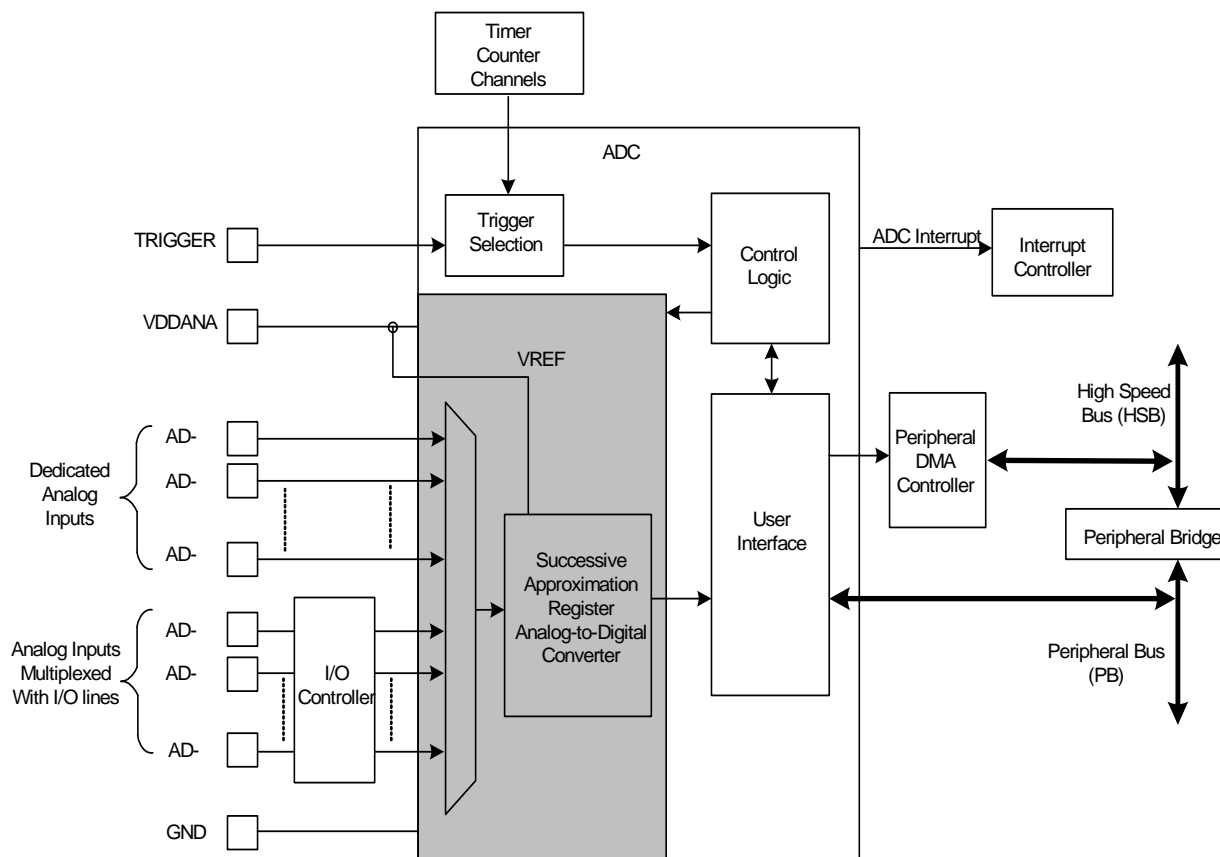 Timer
Counter
Channels
ADC
TRIGGER
Trigger
Selection
Control
Logic
ADC Interrupt
Interrupt
Controller
VDDANA
VREF
Dedicated
Analog
Inputs
AD-
AD-
AD-
High Speed
Bus (HSB)
Peripheral
DMA
Controller
User
Interface
Peripheral Bridge
Successive
Approximation
Register
Analog-to-Digital
Converter
Analog Inputs
Multiplexed
With I/O lines
AD-
AD-
AD-
I/O
Controller
Peripheral Bus
(PB)
GND